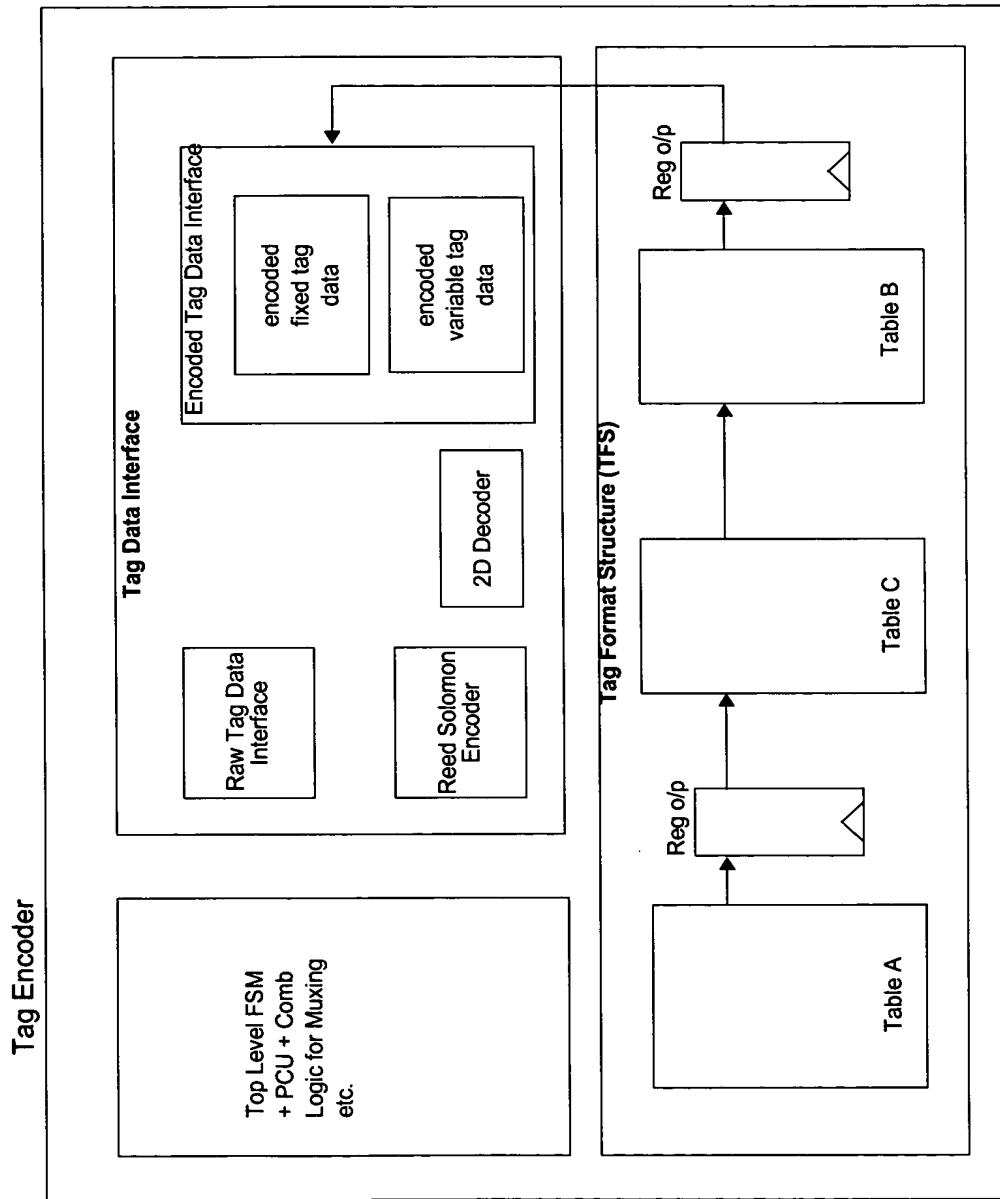 Tag Encoder
Top Level FSM
+ PCU + Comb
Logic for Muxing
etc.
Tag Data Interface
Raw Tag Data
Interface
Reed Solomon
Encoder
2D Decoder
Encoded Tag Data Interface
encoded
fixed tag
data
encoded
variable tag
data
Tag Format Structure (TFS)
Table A
Reg o/p
Table C
Table B
Reg o/p